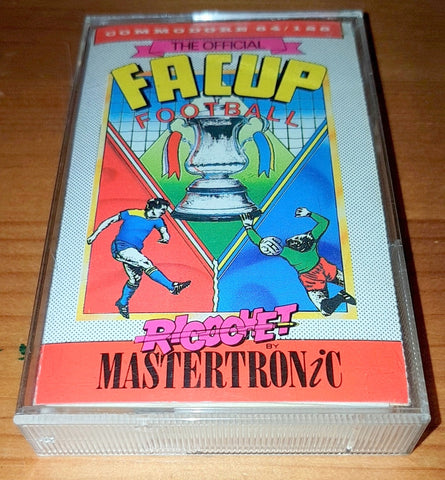 COMMODORE 64/128
THE OFFICIAL
FA CUP
FOOTBALL
RICOCHET
BY
MASTERTRONiC